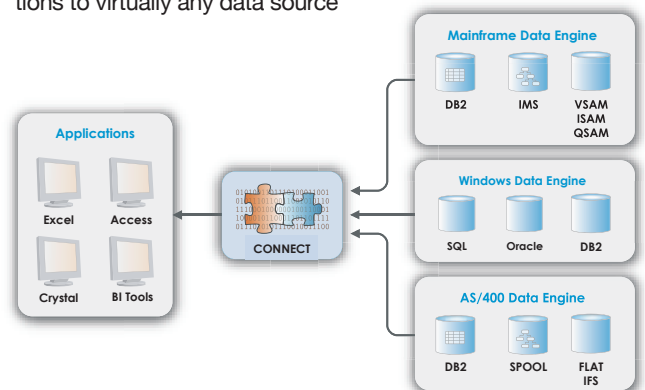 tions to virtually any data source
Mainframe Data Engine
DB2
IMS
VSAM
ISAM
QSAM
Applications
Excel
Access
Crystal
BI Tools
CONNECT
Windows Data Engine
SQL
Oracle
DB2
AS/400 Data Engine
DB2
SPOOL
FLAT
IFS